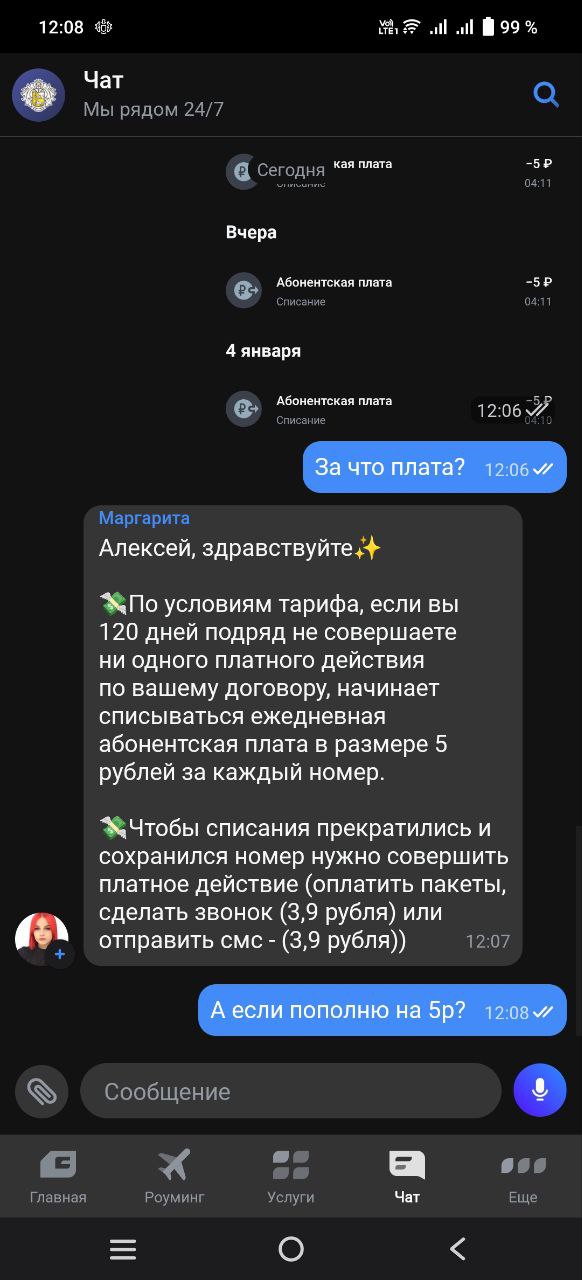 12:08
VoΙ) LTE1 99 %
Чат
Мы рядом 24/7
Сегодня
кая плата −5 ₽
Описание 04:11
Вчера
Абонентская плата −5 ₽
Списание 04:11
4 января
Абонентская плата −5 ₽
Списание 04:10
12:06
За что плата? 12:06
Маргарита
Алексей, здравствуйте✨
💸По условиям тарифа, если вы
120 дней подряд не совершаете
ни одного платного действия
по вашему договору, начинает
списываться ежедневная
абонентская плата в размере 5
рублей за каждый номер.
💸Чтобы списания прекратились и
сохранился номер нужно совершить
платное действие (оплатить пакеты,
сделать звонок (3,9 рубля) или
отправить смс - (3,9 рубля))
12:07
А если пополню на 5р? 12:08
Сообщение
Главная Роуминг Услуги Чат Еще